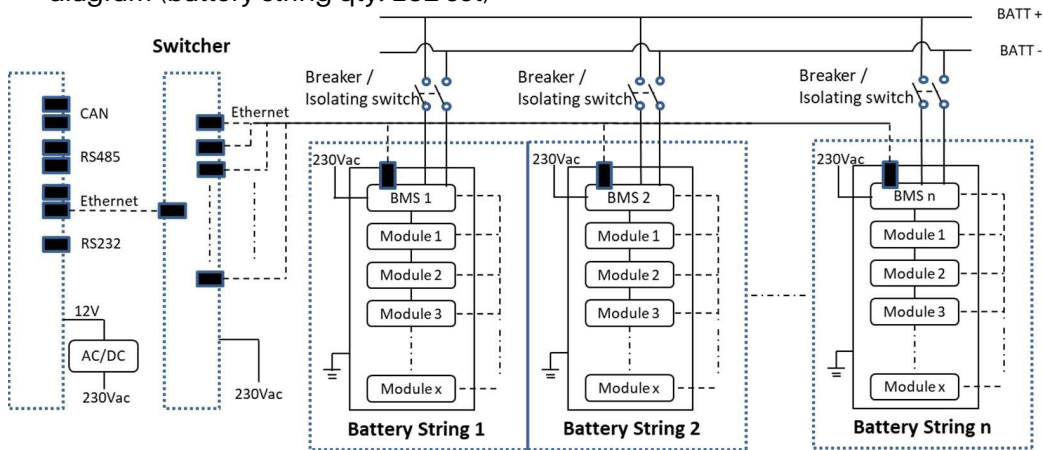 BATT +
Switcher
BATT -
Breaker /
Isolating switch
Breaker /
Isolating switch
Breaker /
Isolating switch
CAN
RS485
Ethernet
RS232
Ethernet
12V
AC/DC
230Vac
230Vac
230Vac
BMS 1
Module 1
Module 2
Module 3
Module x
Battery String 1
230Vac
BMS 2
Module 1
Module 2
Module 3
Module x
Battery String 2
230Vac
BMS n
Module 1
Module 2
Module 3
Module x
Battery String n